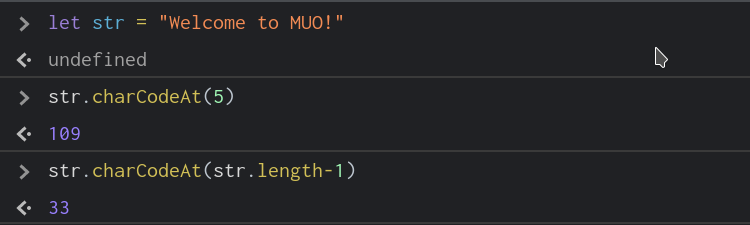 > let str = "Welcome to MUO!"
<· undefined
> str.charCodeAt(5)
<· 109
> str.charCodeAt(str.length-1)
<· 33